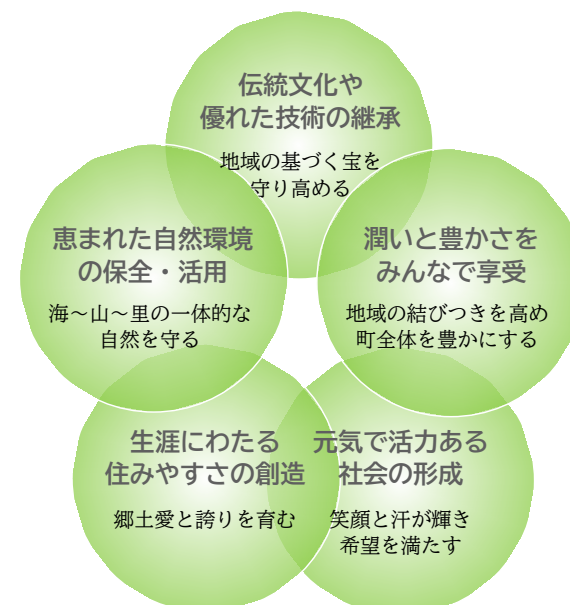 伝統文化や
優れた技術の継承
地域の基づく宝を
守り高める
恵まれた自然環境
の保全・活用
海～山～里の一体的な
自然を守る
潤いと豊かさを
みんなで享受
地域の結びつきを高め
町全体を豊かにする
生涯にわたる
住みやすさの創造
郷土愛と誇りを育む
元気で活力ある
社会の形成
笑顔と汗が輝き
希望を満たす